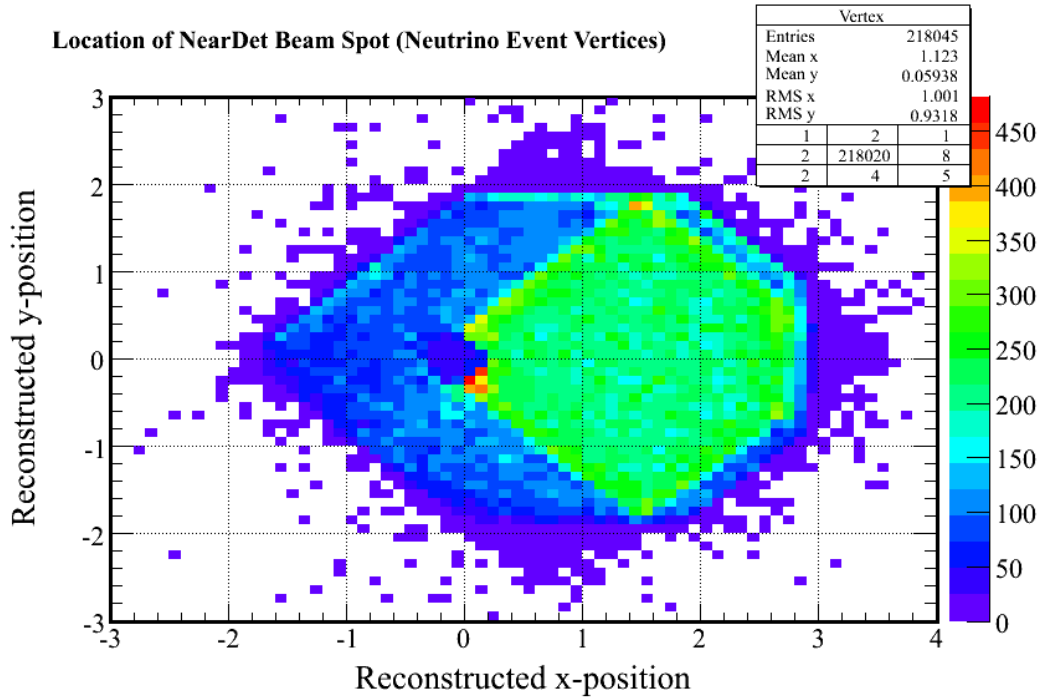 Location of NearDet Beam Spot (Neutrino Event Vertices)
Vertex
Entries 218045
Mean x 1.123
Mean y 0.05938
RMS x 1.001
RMS y 0.9318
1 2 1
2 218020 8
2 4 5
Reconstructed y-position
3
2
1
0
-1
-2
-3
-3 -2 -1 0 1 2 3 4
Reconstructed x-position
450
400
350
300
250
200
150
100
50
0